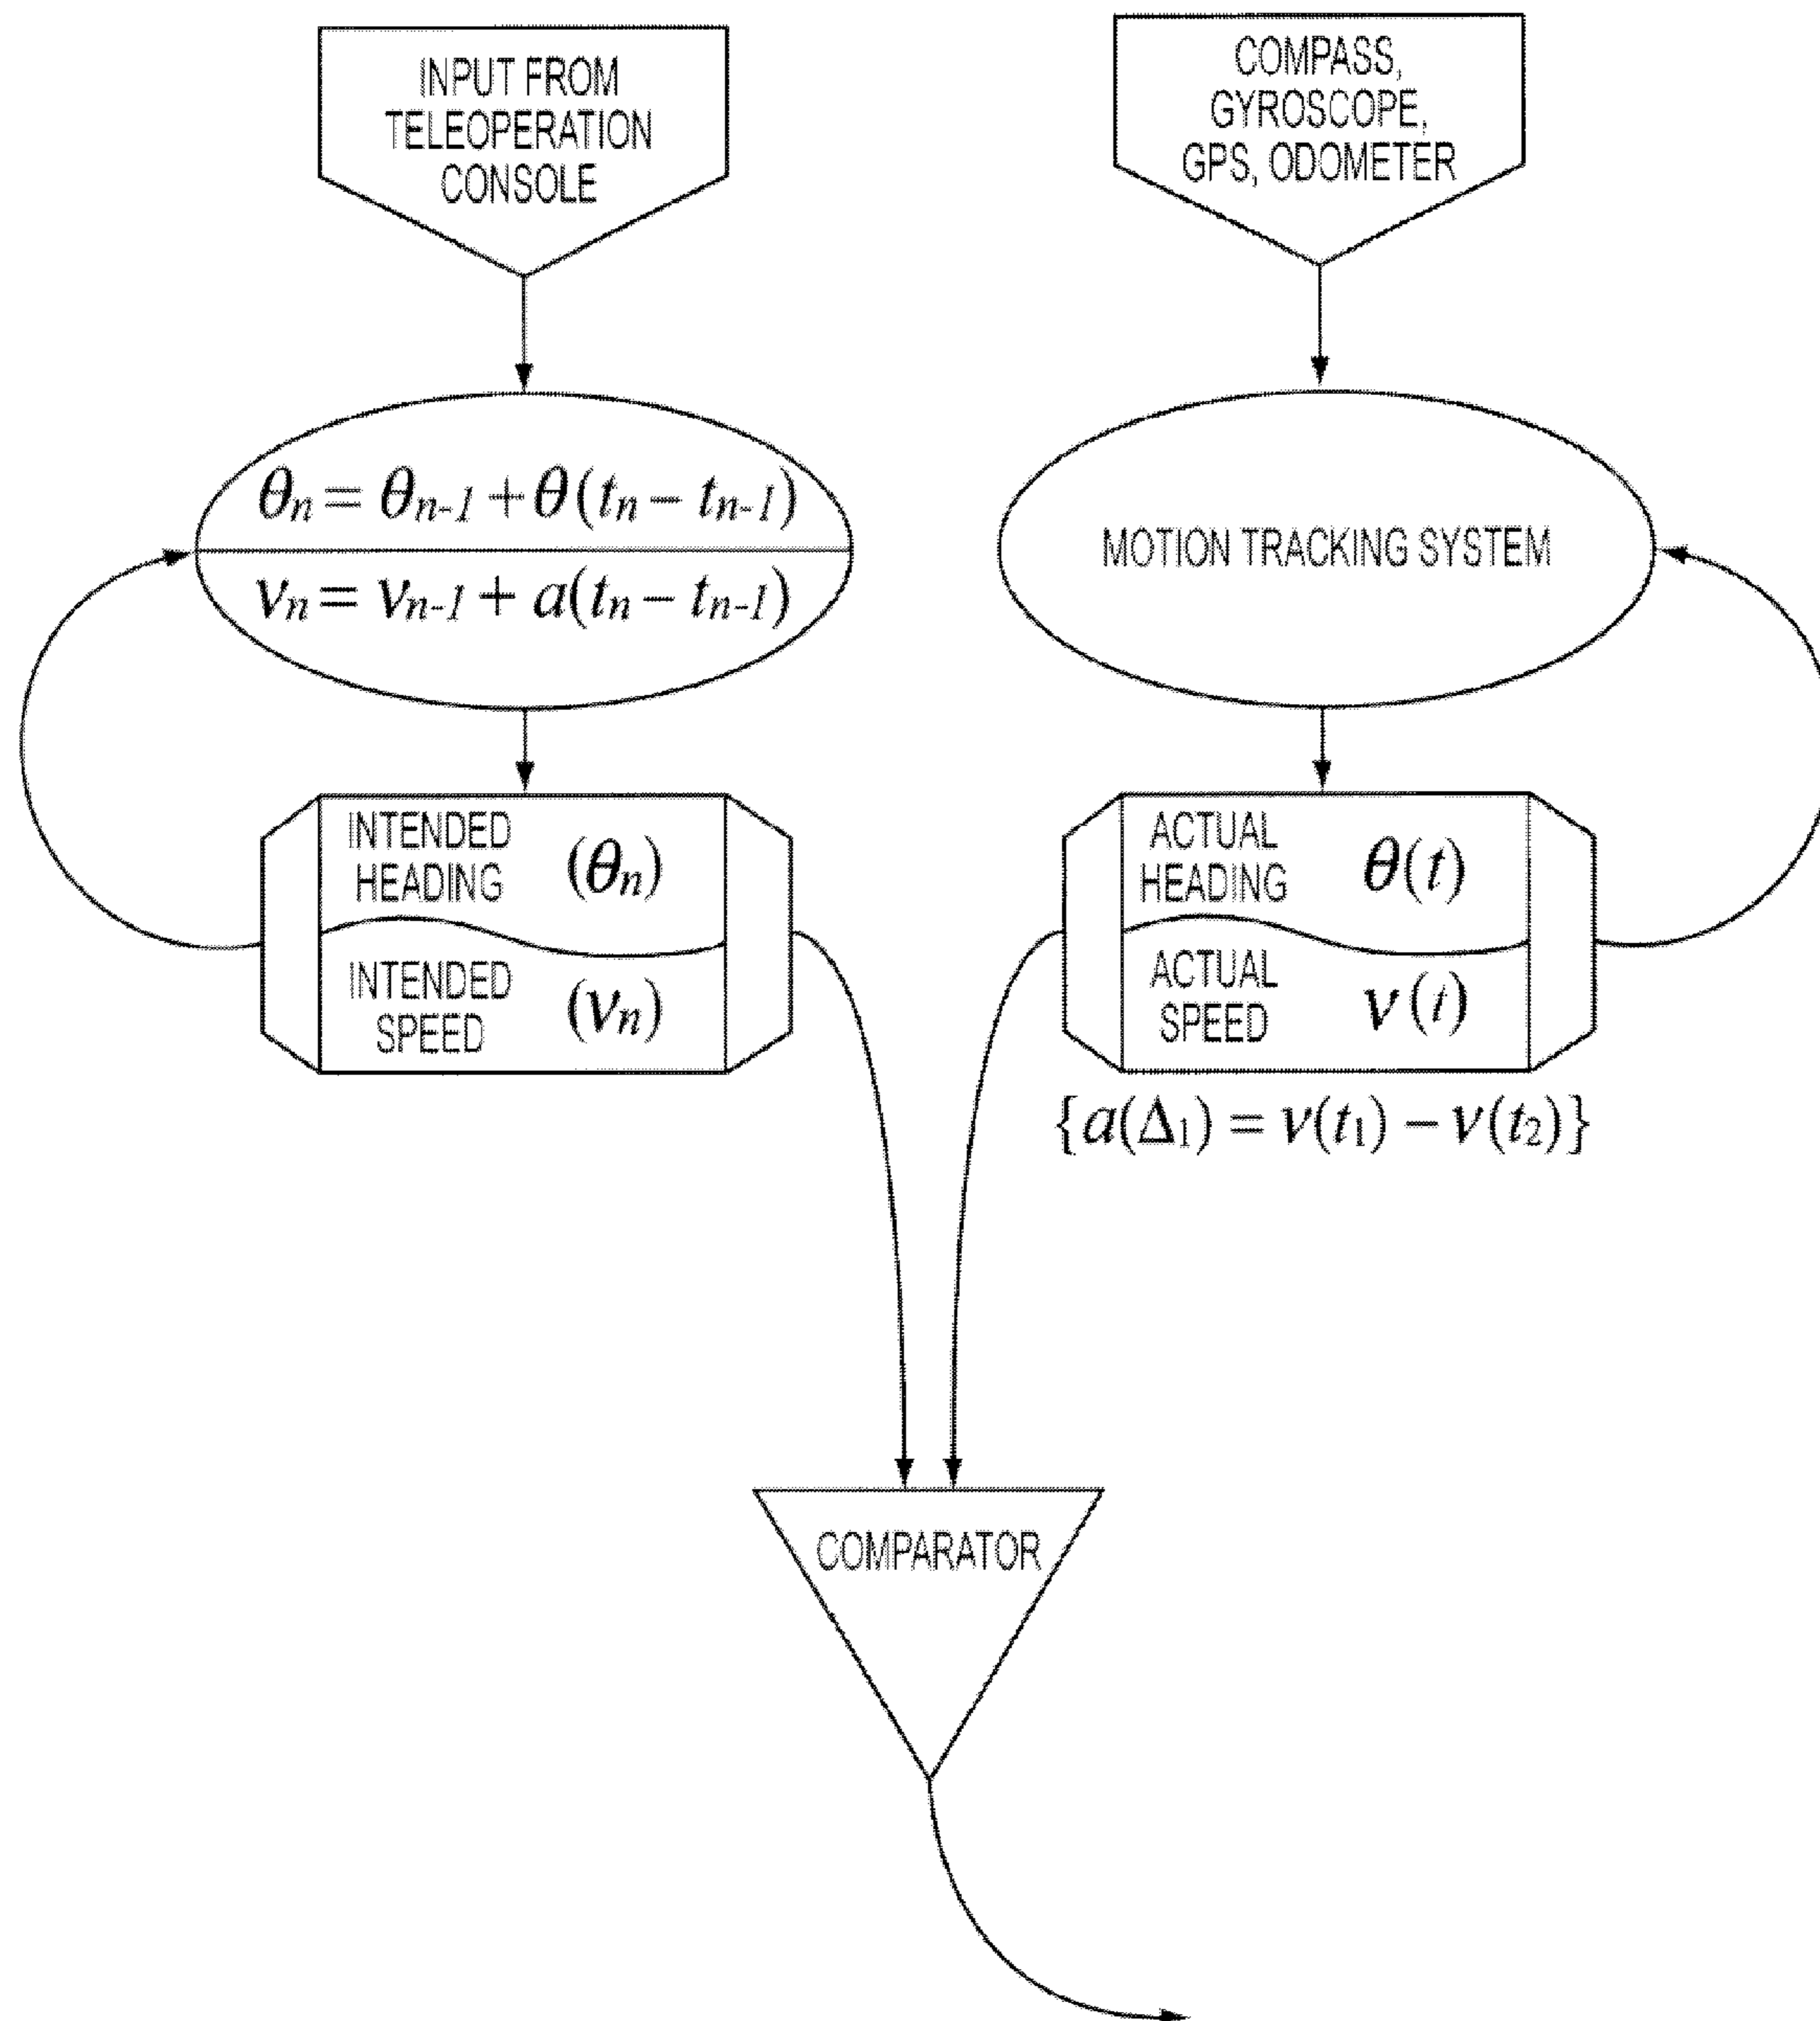 INPUT FROM
TELEOPERATION
CONSOLE
COMPASS,
GYROSCOPE,
GPS, ODOMETER
θn = θn-1 + θ(tn − tn-1)
vn = vn-1 + a(tn − tn-1)
MOTION TRACKING SYSTEM
INTENDED
HEADING
(θn)
INTENDED
SPEED
(vn)
ACTUAL
HEADING
θ(t)
ACTUAL
SPEED
v(t)
{a(Δ1) = v(t1) − v(t2)}
COMPARATOR